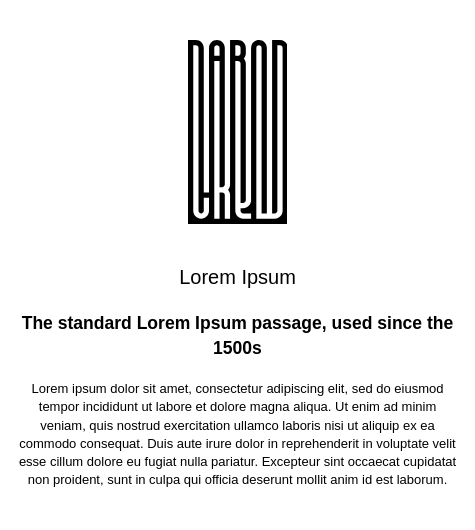 DAROD
CREW
Lorem Ipsum
The standard Lorem Ipsum passage, used since the
1500s
Lorem ipsum dolor sit amet, consectetur adipiscing elit, sed do eiusmod
tempor incididunt ut labore et dolore magna aliqua. Ut enim ad minim
veniam, quis nostrud exercitation ullamco laboris nisi ut aliquip ex ea
commodo consequat. Duis aute irure dolor in reprehenderit in voluptate velit
esse cillum dolore eu fugiat nulla pariatur. Excepteur sint occaecat cupidatat
non proident, sunt in culpa qui officia deserunt mollit anim id est laborum.